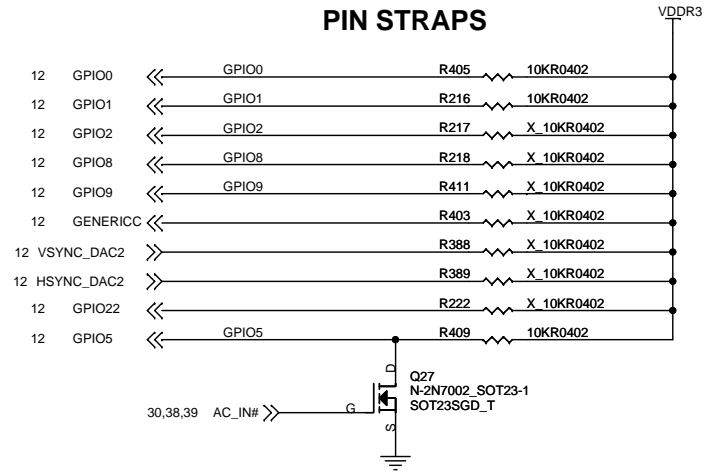 PIN STRAPS
VDDR3
12 GPIO0 GPIO0 R405 10KR0402
12 GPIO1 GPIO1 R216 10KR0402
12 GPIO2 GPIO2 R217 X_10KR0402
12 GPIO8 GPIO8 R218 X_10KR0402
12 GPIO9 GPIO9 R411 X_10KR0402
12 GENERICC R403 X_10KR0402
12 VSYNC_DAC2 R388 X_10KR0402
12 HSYNC_DAC2 R389 X_10KR0402
12 GPIO22 R222 X_10KR0402
12 GPIO5 GPIO5 R409 10KR0402
D
Q27
N-2N7002_SOT23-1
SOT23SGD_T
30,38,39 AC_IN# G
S